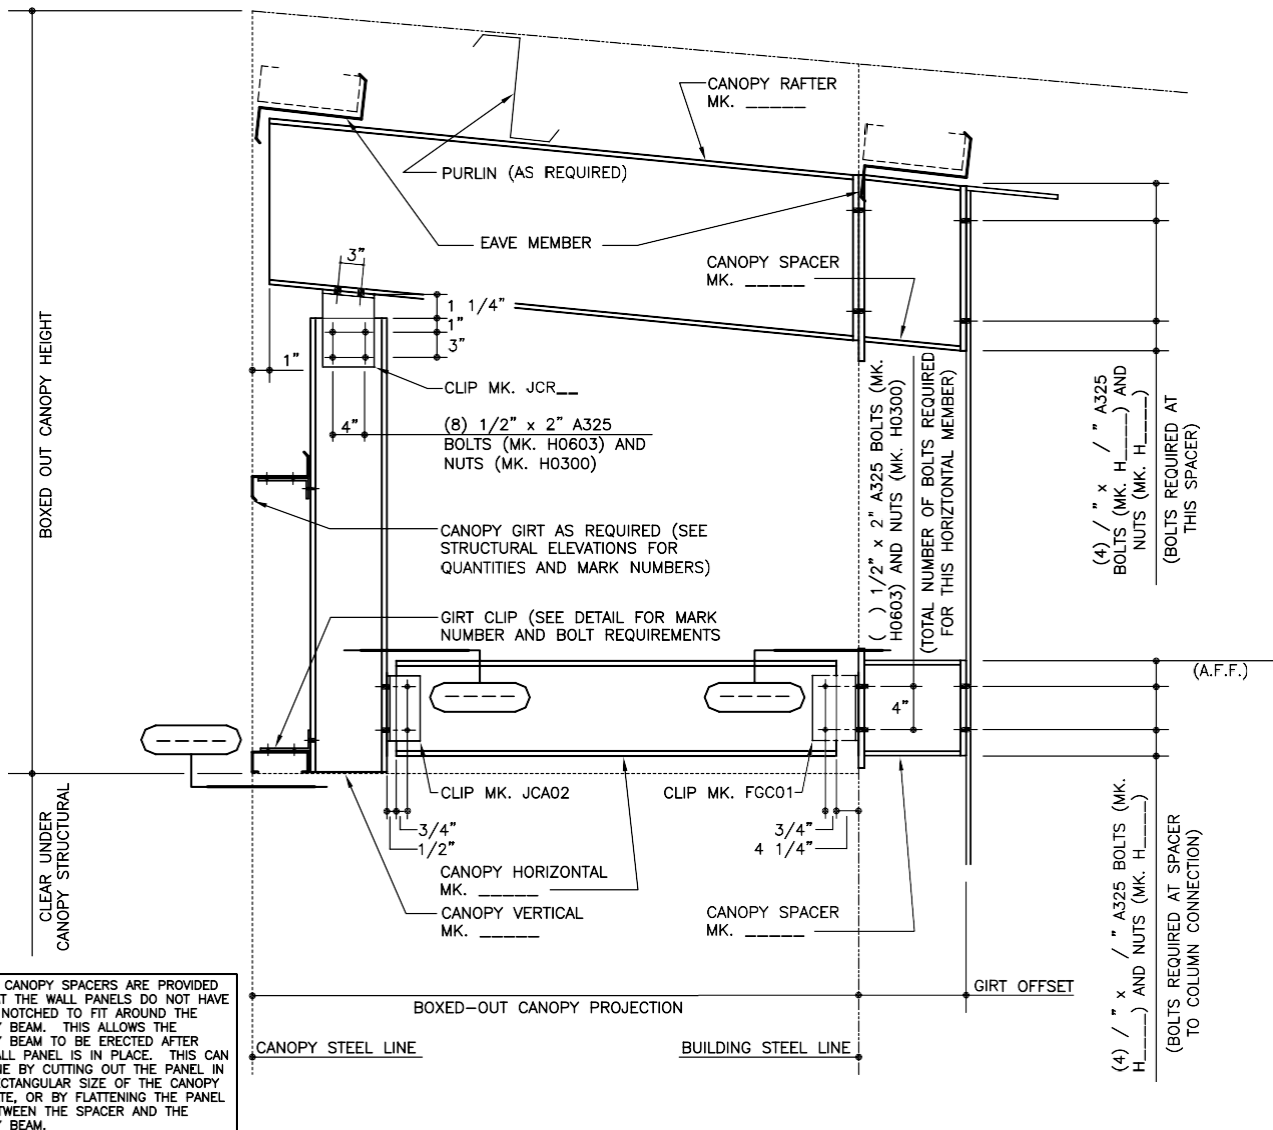 CANOPY RAFTER
MK. _____
PURLIN (AS REQUIRED)
EAVE MEMBER
CANOPY SPACER
MK. _____
3"
1 1/4"
1"
3"
1"
CLIP MK. JCR__
4"
(8) 1/2" x 2" A325
BOLTS (MK. H0603) AND
NUTS (MK. H0300)
BOXED OUT CANOPY HEIGHT
CANOPY GIRT AS REQUIRED (SEE
STRUCTURAL ELEVATIONS FOR
QUANTITIES AND MARK NUMBERS)
GIRT CLIP (SEE DETAIL FOR MARK
NUMBER AND BOLT REQUIREMENTS
( ) 1/2" x 2" A325 BOLTS (MK.
H0603) AND NUTS (MK. H0300)
(TOTAL NUMBER OF BOLTS REQUIRED
FOR THIS HORIZTONTAL MEMBER)
(4) / " x / " A325
BOLTS (MK. H____) AND
NUTS (MK. H____)
(BOLTS REQUIRED AT
THIS SPACER)
(A.F.F.)
4"
CLIP MK. JCA02
CLIP MK. FGC01
3/4"
1/2"
3/4"
4 1/4"
CLEAR UNDER
CANOPY STRUCTURAL
CANOPY HORIZONTAL
MK. _____
CANOPY VERTICAL
MK. _____
CANOPY SPACER
MK. _____
(4) / " x / " A325 BOLTS (MK.
H____) AND NUTS (MK. H____)
(BOLTS REQUIRED AT SPACER
TO COLUMN CONNECTION)
GIRT OFFSET
BOXED-OUT CANOPY PROJECTION
CANOPY STEEL LINE
BUILDING STEEL LINE
CANOPY SPACERS ARE PROVIDED
T THE WALL PANELS DO NOT HAVE
NOTCHED TO FIT AROUND THE
Y BEAM. THIS ALLOWS THE
Y BEAM TO BE ERECTED AFTER
ALL PANEL IS IN PLACE. THIS CAN
NE BY CUTTING OUT THE PANEL IN
ECTANGULAR SIZE OF THE CANOPY
TE, OR BY FLATTENING THE PANEL
TWEEN THE SPACER AND THE
Y BEAM.